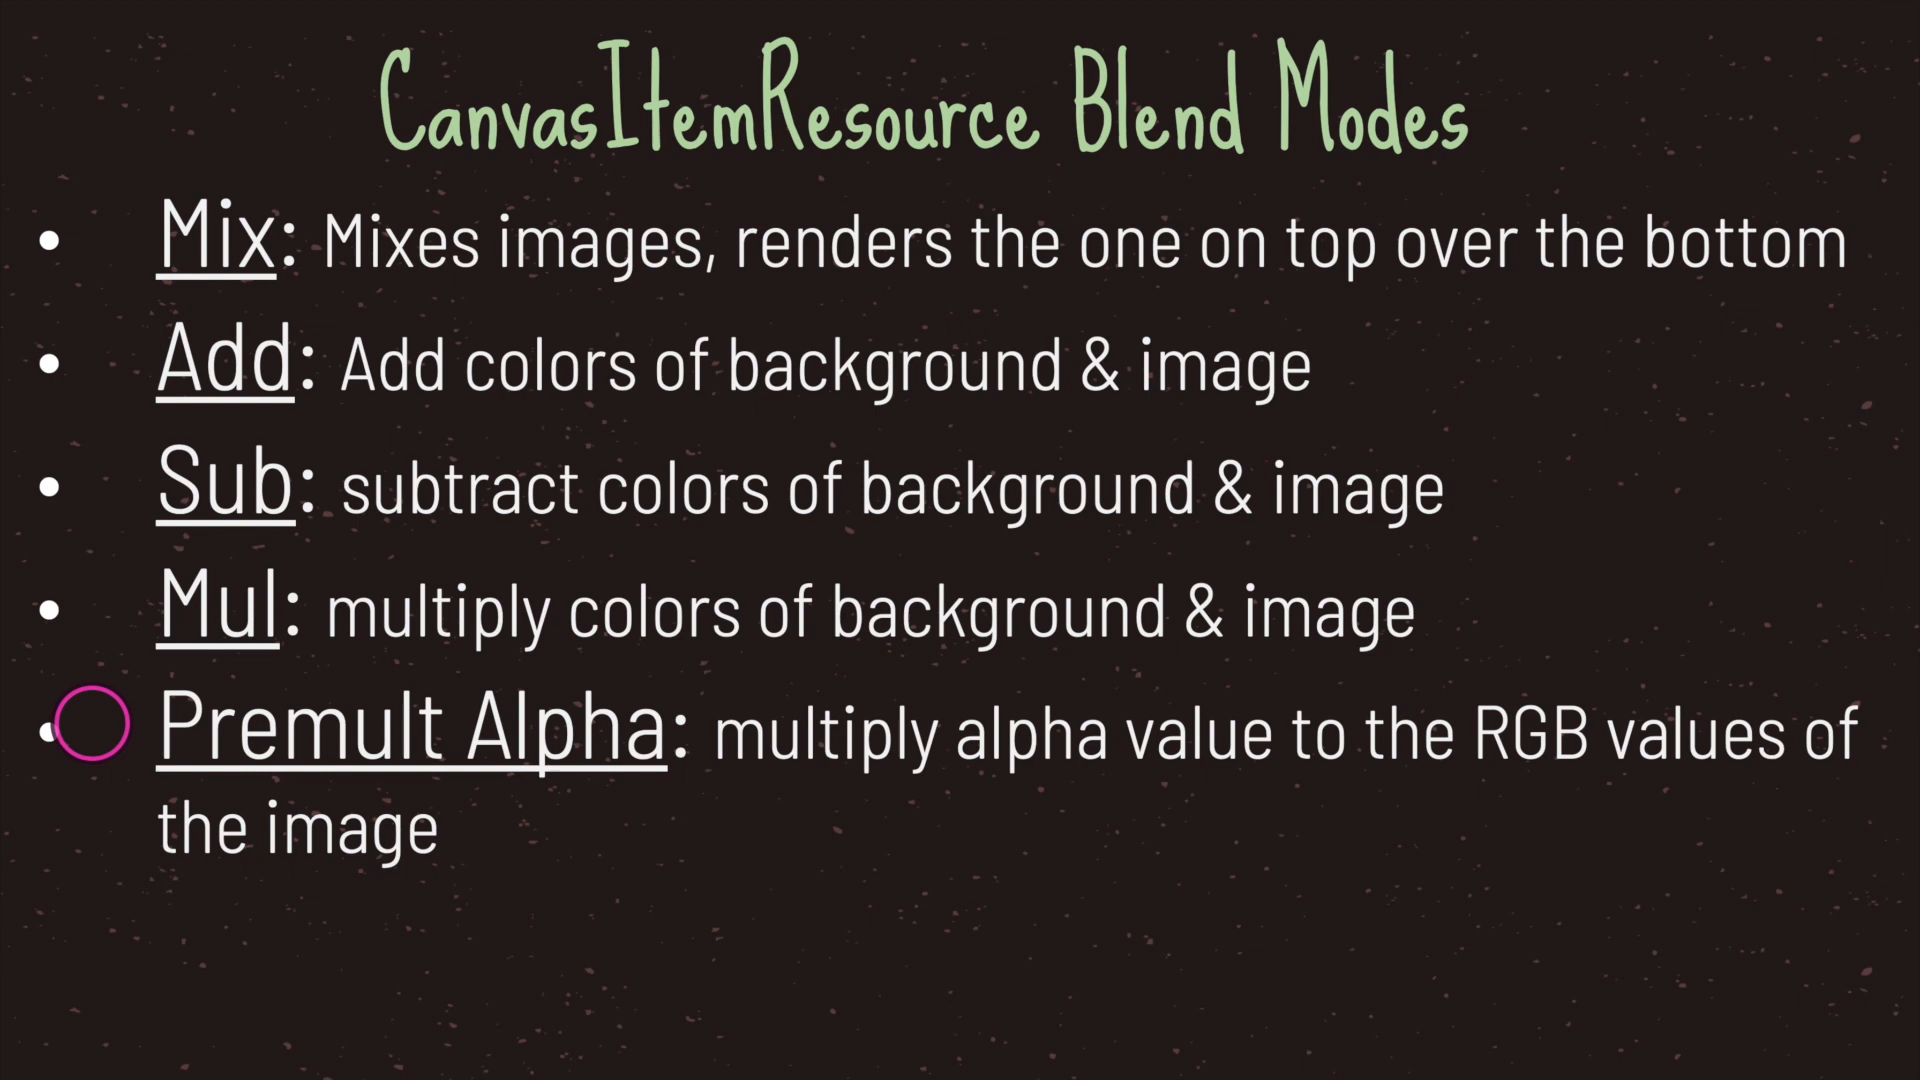 CanvasItemResource Blend Modes
• Mix: Mixes images, renders the one on top over the bottom
• Add: Add colors of background & image
• Sub: subtract colors of background & image
• Mul: multiply colors of background & image
• Premult Alpha: multiply alpha value to the RGB values of
the image